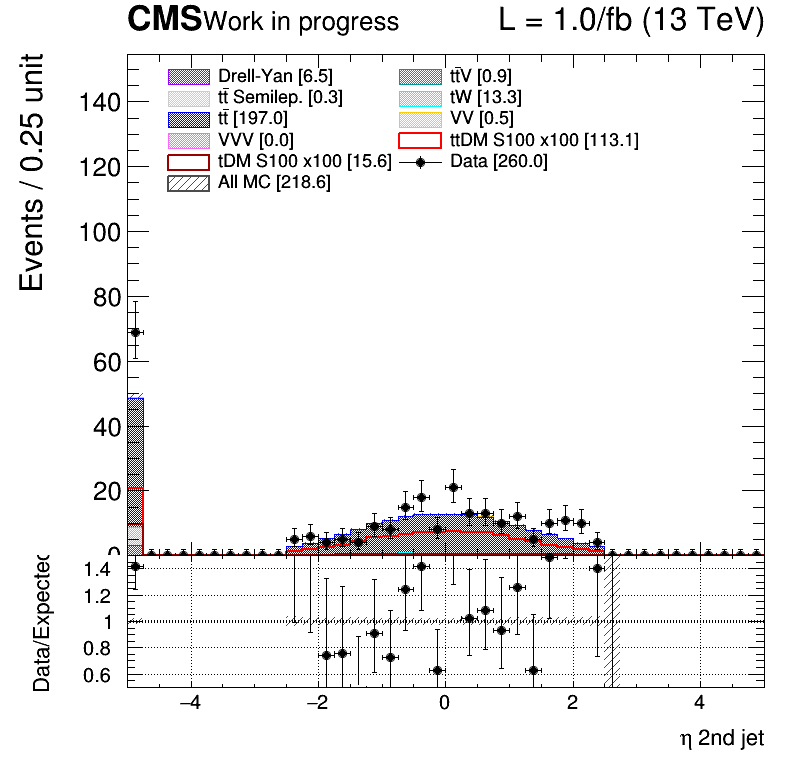 CMS Work in progress L = 1.0/fb (13 TeV)
Events / 0.25 unit
140
120
100
80
60
40
20
0
Drell-Yan [6.5]
tt̄V [0.9]
tt̄ Semilep. [0.3]
tW [13.3]
tt̄ [197.0]
VV [0.5]
VVV [0.0]
ttDM S100 x100 [113.1]
tDM S100 x100 [15.6]
Data [260.0]
All MC [218.6]
Data/Expected
1.4
1.2
1
0.8
0.6
−4 −2 0 2 4
η 2nd jet